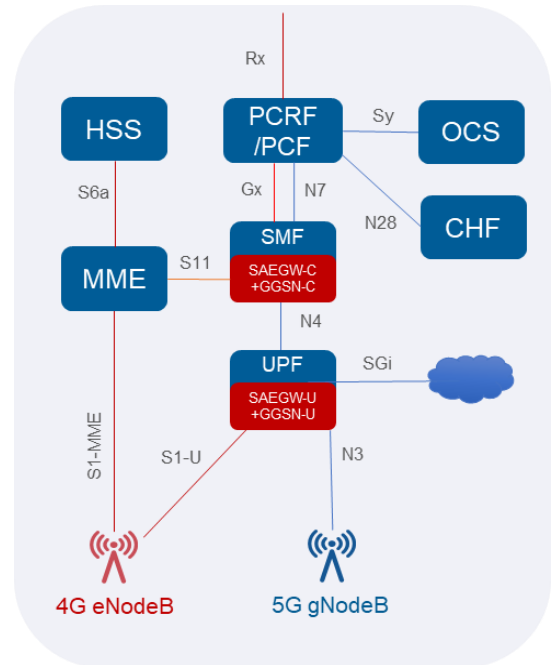 Rx
HSS
PCRF
/PCF
Sy
OCS
S6a
Gx
N7
N28
CHF
MME
S11
SMF
SAEGW-C
+GGSN-C
N4
UPF
SGi
SAEGW-U
+GGSN-U
S1-MME
S1-U
N3
4G eNodeB
5G gNodeB